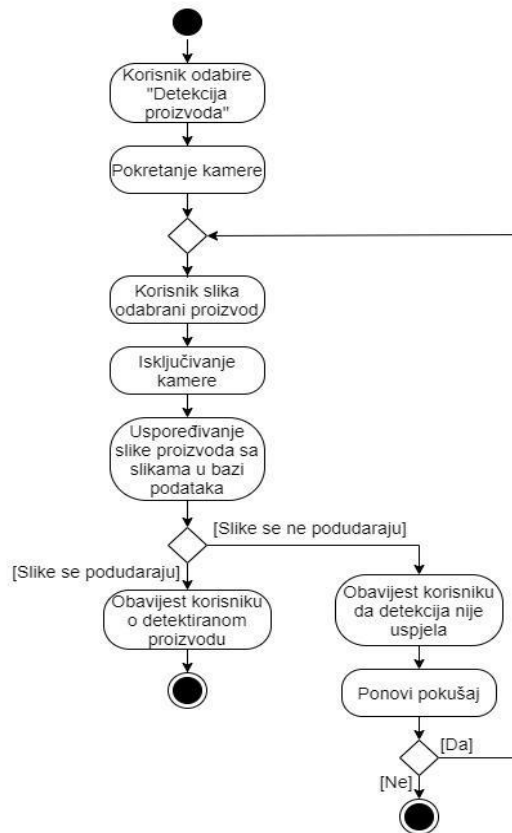 Korisnik odabire
"Detekcija
proizvoda"
Pokretanje kamere
Korisnik slika
odabrani proizvod
Isključivanje
kamere
Uspoređivanje
slike proizvoda sa
slikama u bazi
podataka
[Slike se ne podudaraju]
[Slike se podudaraju]
Obavijest korisniku
o detektiranom
proizvodu
Obavijest korisniku
da detekcija nije
uspjela
Ponovi pokušaj
[Da]
[Ne]